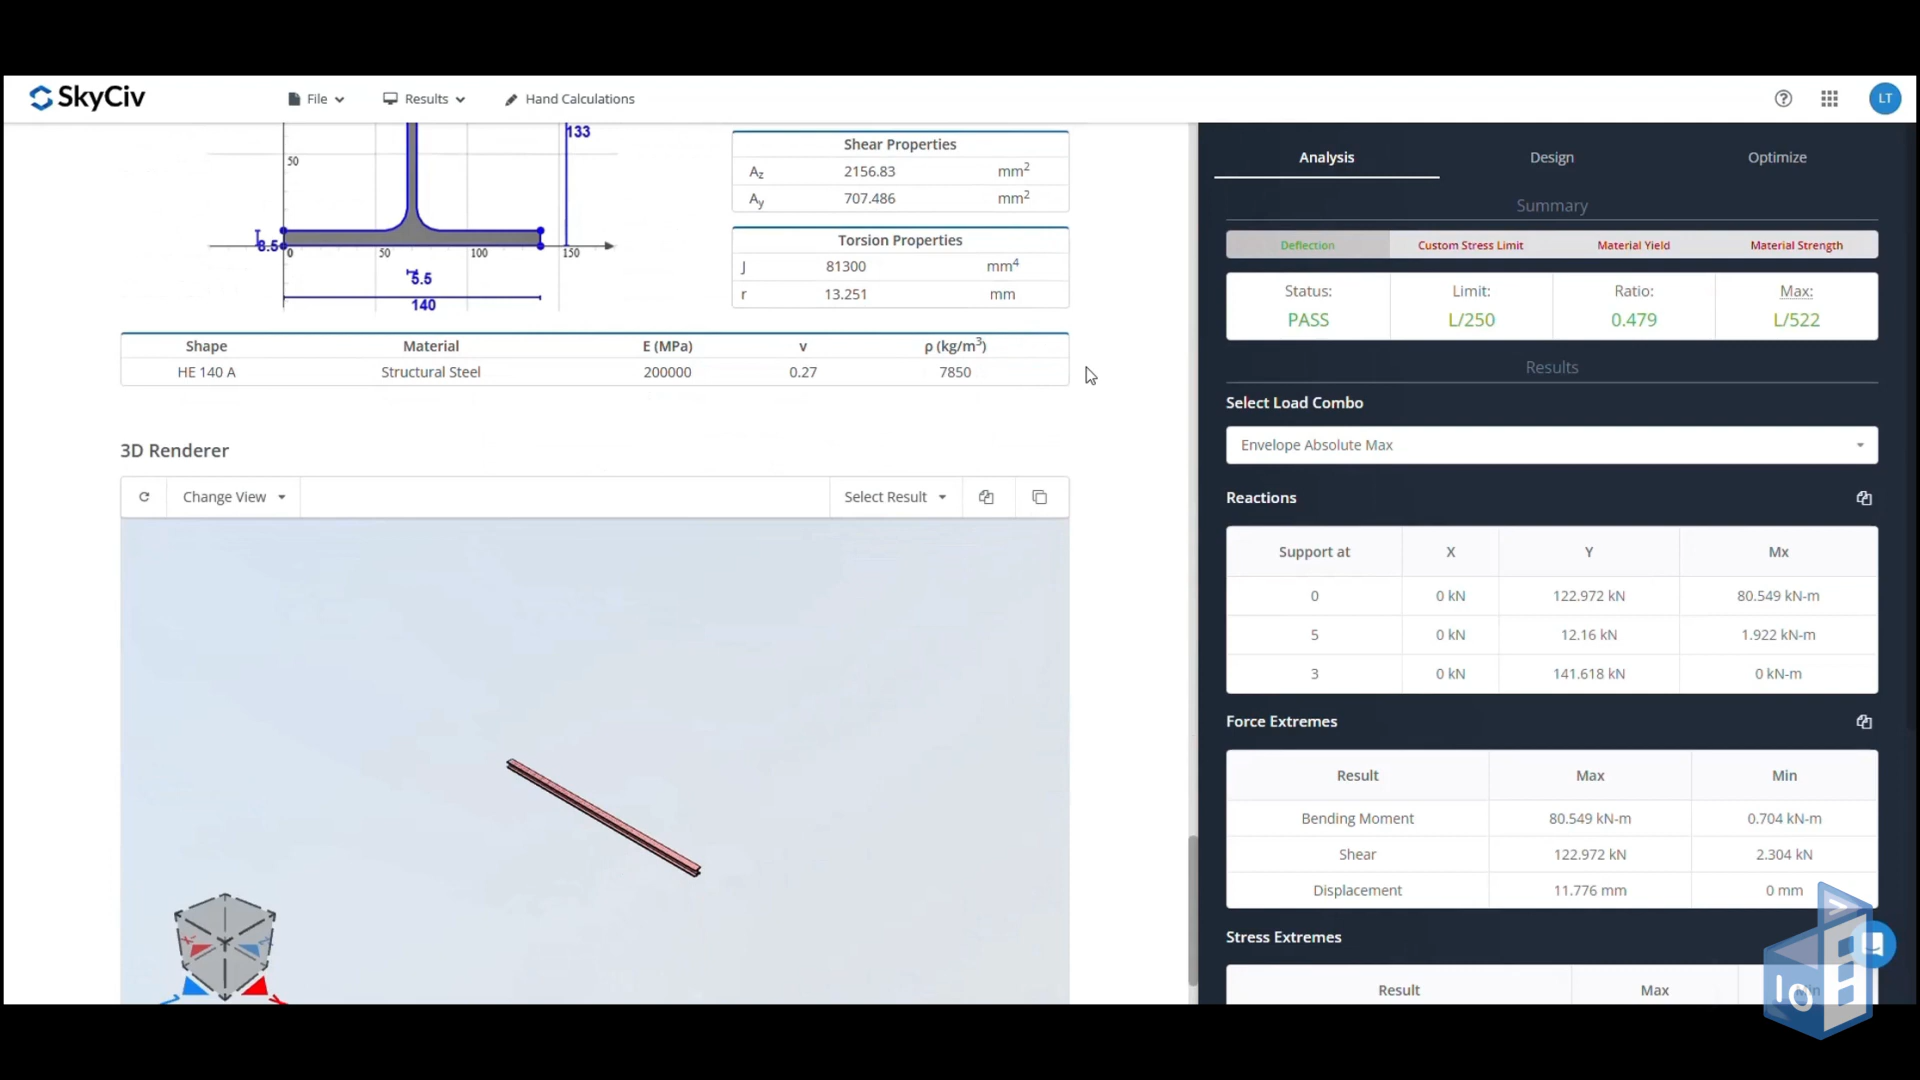 SkyCiv
File
Results
Hand Calculations
LT
133
50
8.5
0
50
100
150
5.5
140
Shear Properties
Az 2156.83 mm2
Ay 707.486 mm2
Torsion Properties
J 81300 mm4
r 13.251 mm
Shape Material E (MPa) v ρ (kg/m3)
HE 140 A Structural Steel 200000 0.27 7850
3D Renderer
Change View
Select Result
Analysis Design Optimize
Summary
Deflection Custom Stress Limit Material Yield Material Strength
Status: Limit: Ratio: Max:
PASS L/250 0.479 L/522
Results
Select Load Combo
Envelope Absolute Max
Reactions
Support at X Y Mx
0 0 kN 122.972 kN 80.549 kN-m
5 0 kN 12.16 kN 1.922 kN-m
3 0 kN 141.618 kN 0 kN-m
Force Extremes
Result Max Min
Bending Moment 80.549 kN-m 0.704 kN-m
Shear 122.972 kN 2.304 kN
Displacement 11.776 mm 0 mm
Stress Extremes
Result Max Min